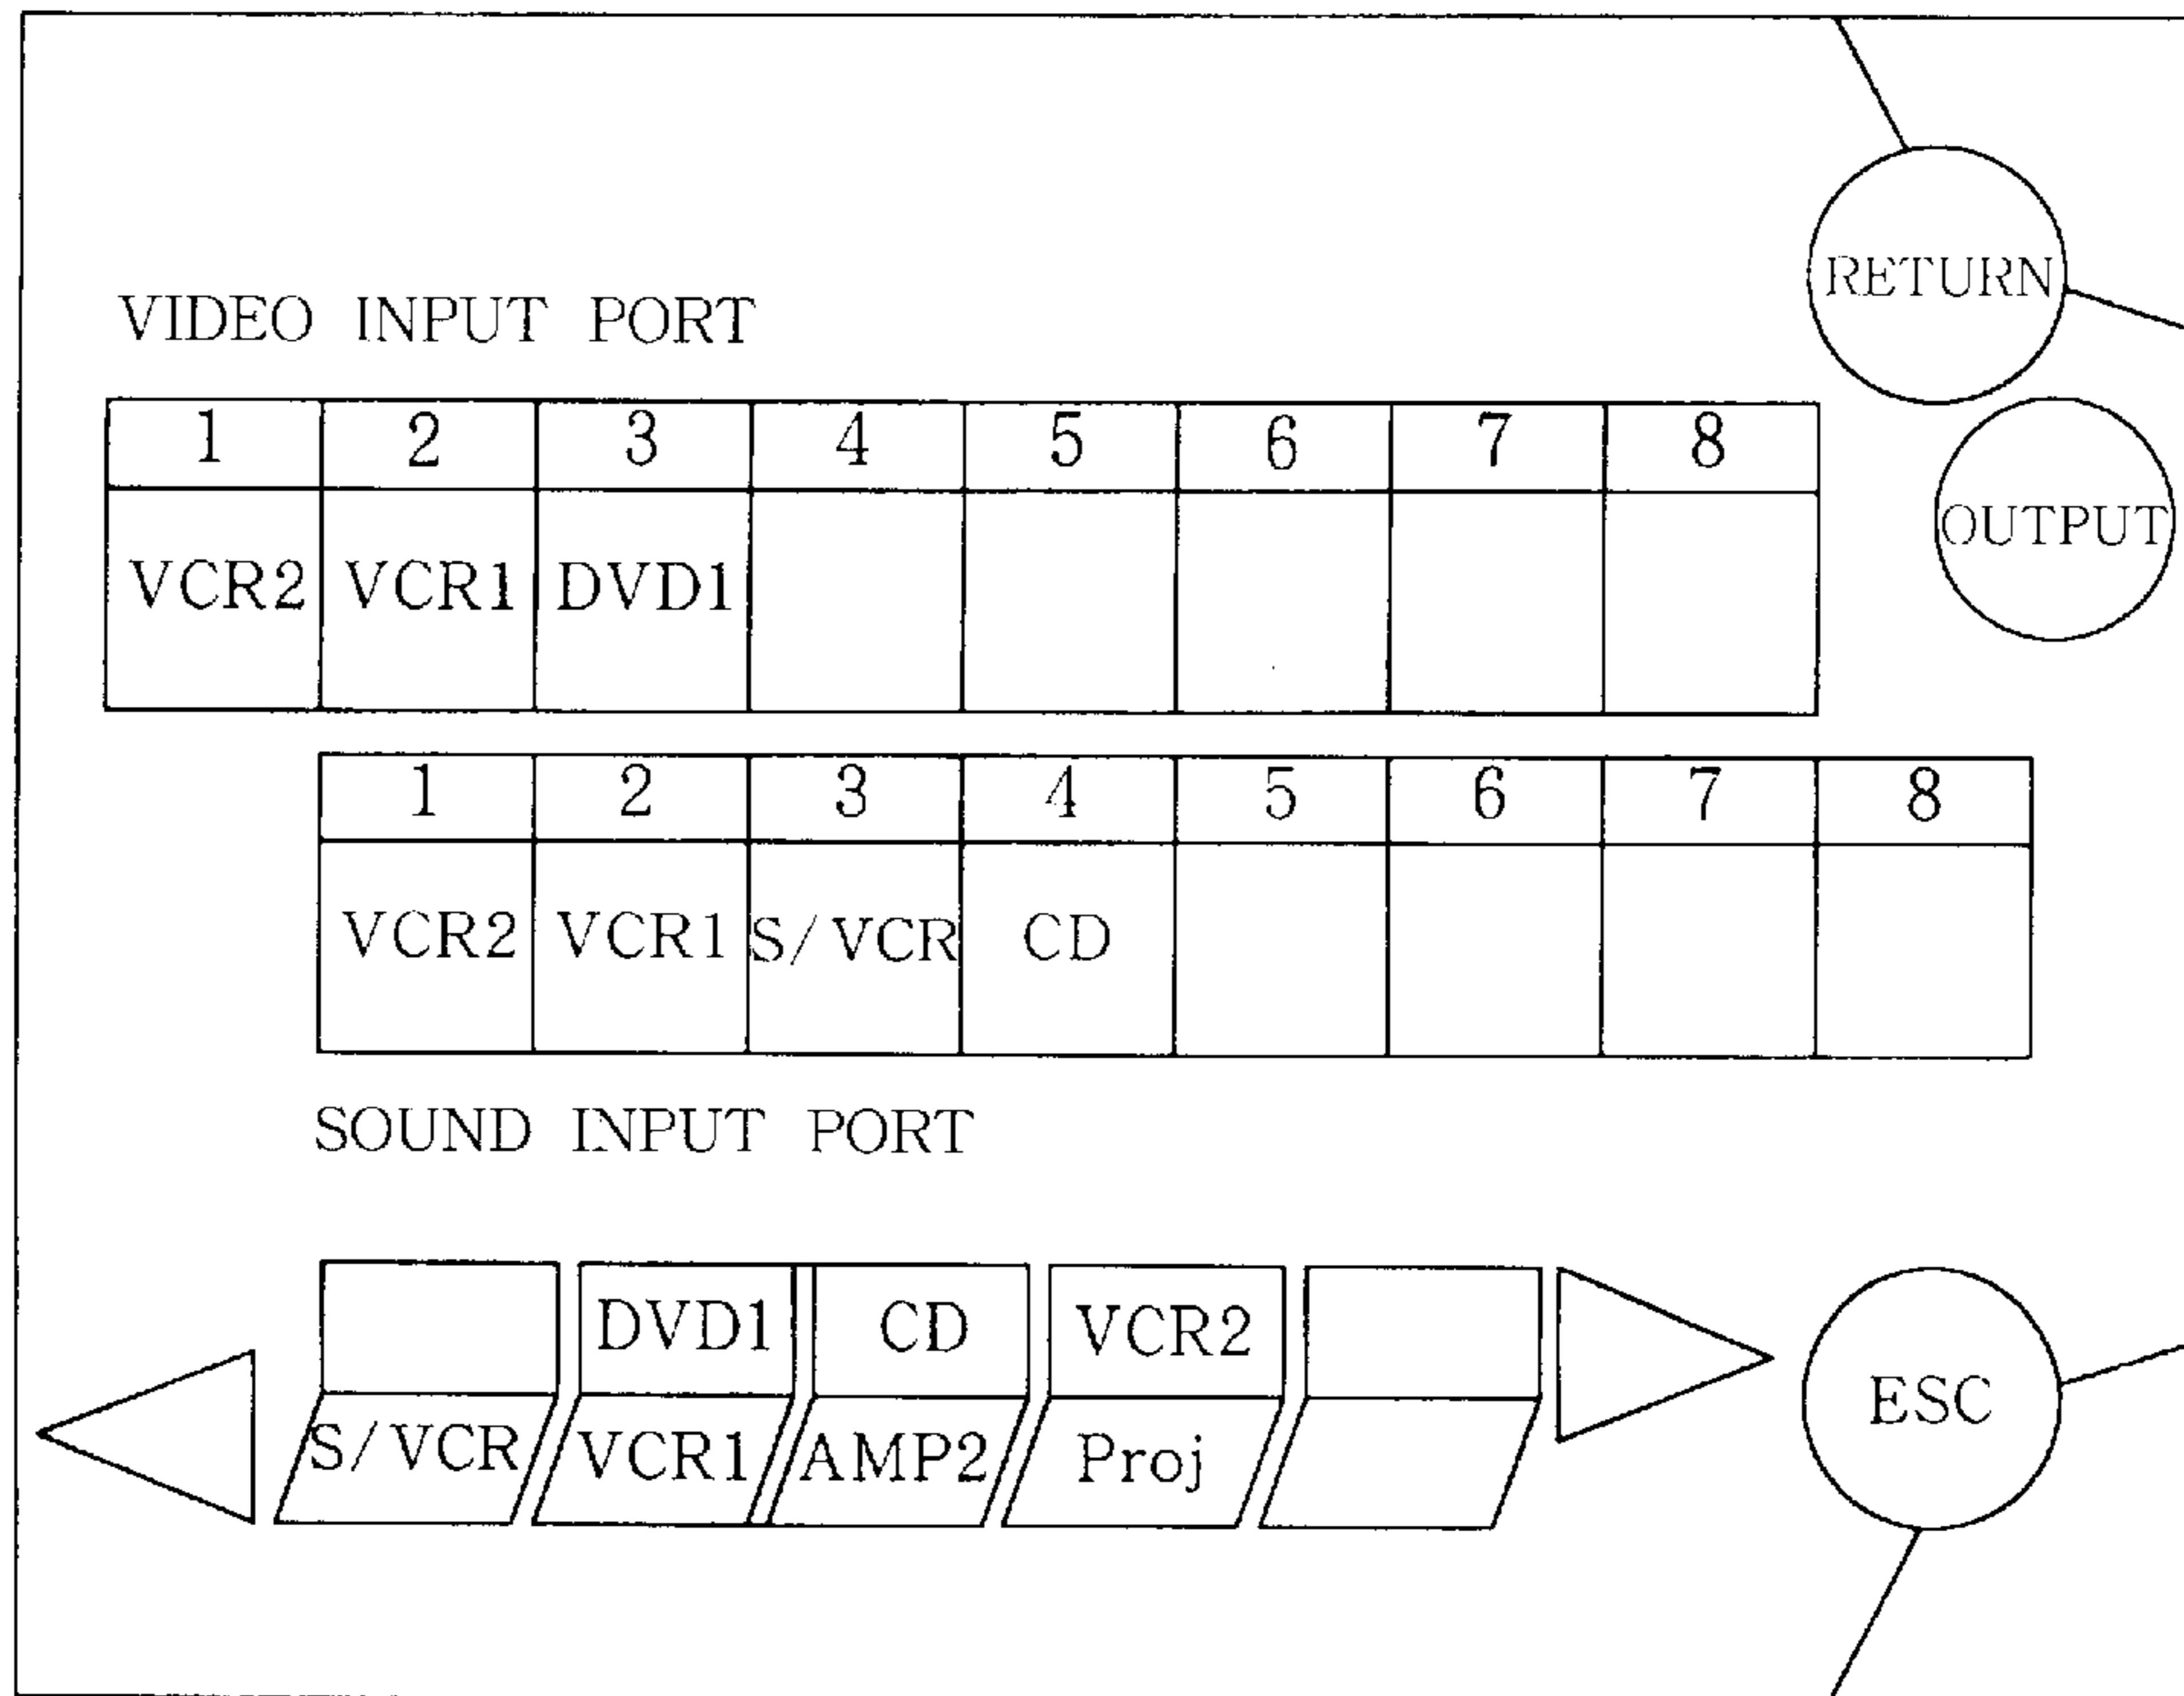 RETURN
VIDEO INPUT PORT
1 2 3 4 5 6 7 8
OUTPUT
VCR2 VCR1 DVD1
1 2 3 4 5 6 7 8
VCR2 VCR1 S/VCR CD
SOUND INPUT PORT
DVD1 CD VCR2
ESC
S/VCR VCR1 AMP2 Proj